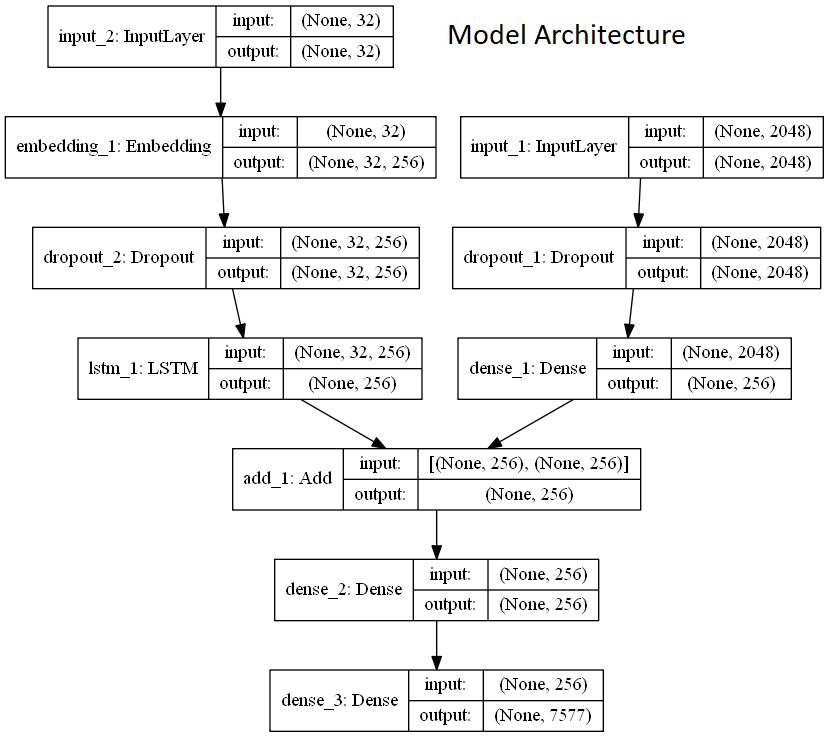 Model Architecture
input_2: InputLayer input: (None, 32)
output: (None, 32)
embedding_1: Embedding input: (None, 32)
output: (None, 32, 256)
input_1: InputLayer input: (None, 2048)
output: (None, 2048)
dropout_2: Dropout input: (None, 32, 256)
output: (None, 32, 256)
dropout_1: Dropout input: (None, 2048)
output: (None, 2048)
lstm_1: LSTM input: (None, 32, 256)
output: (None, 256)
dense_1: Dense input: (None, 2048)
output: (None, 256)
add_1: Add input: [(None, 256), (None, 256)]
output: (None, 256)
dense_2: Dense input: (None, 256)
output: (None, 256)
dense_3: Dense input: (None, 256)
output: (None, 7577)